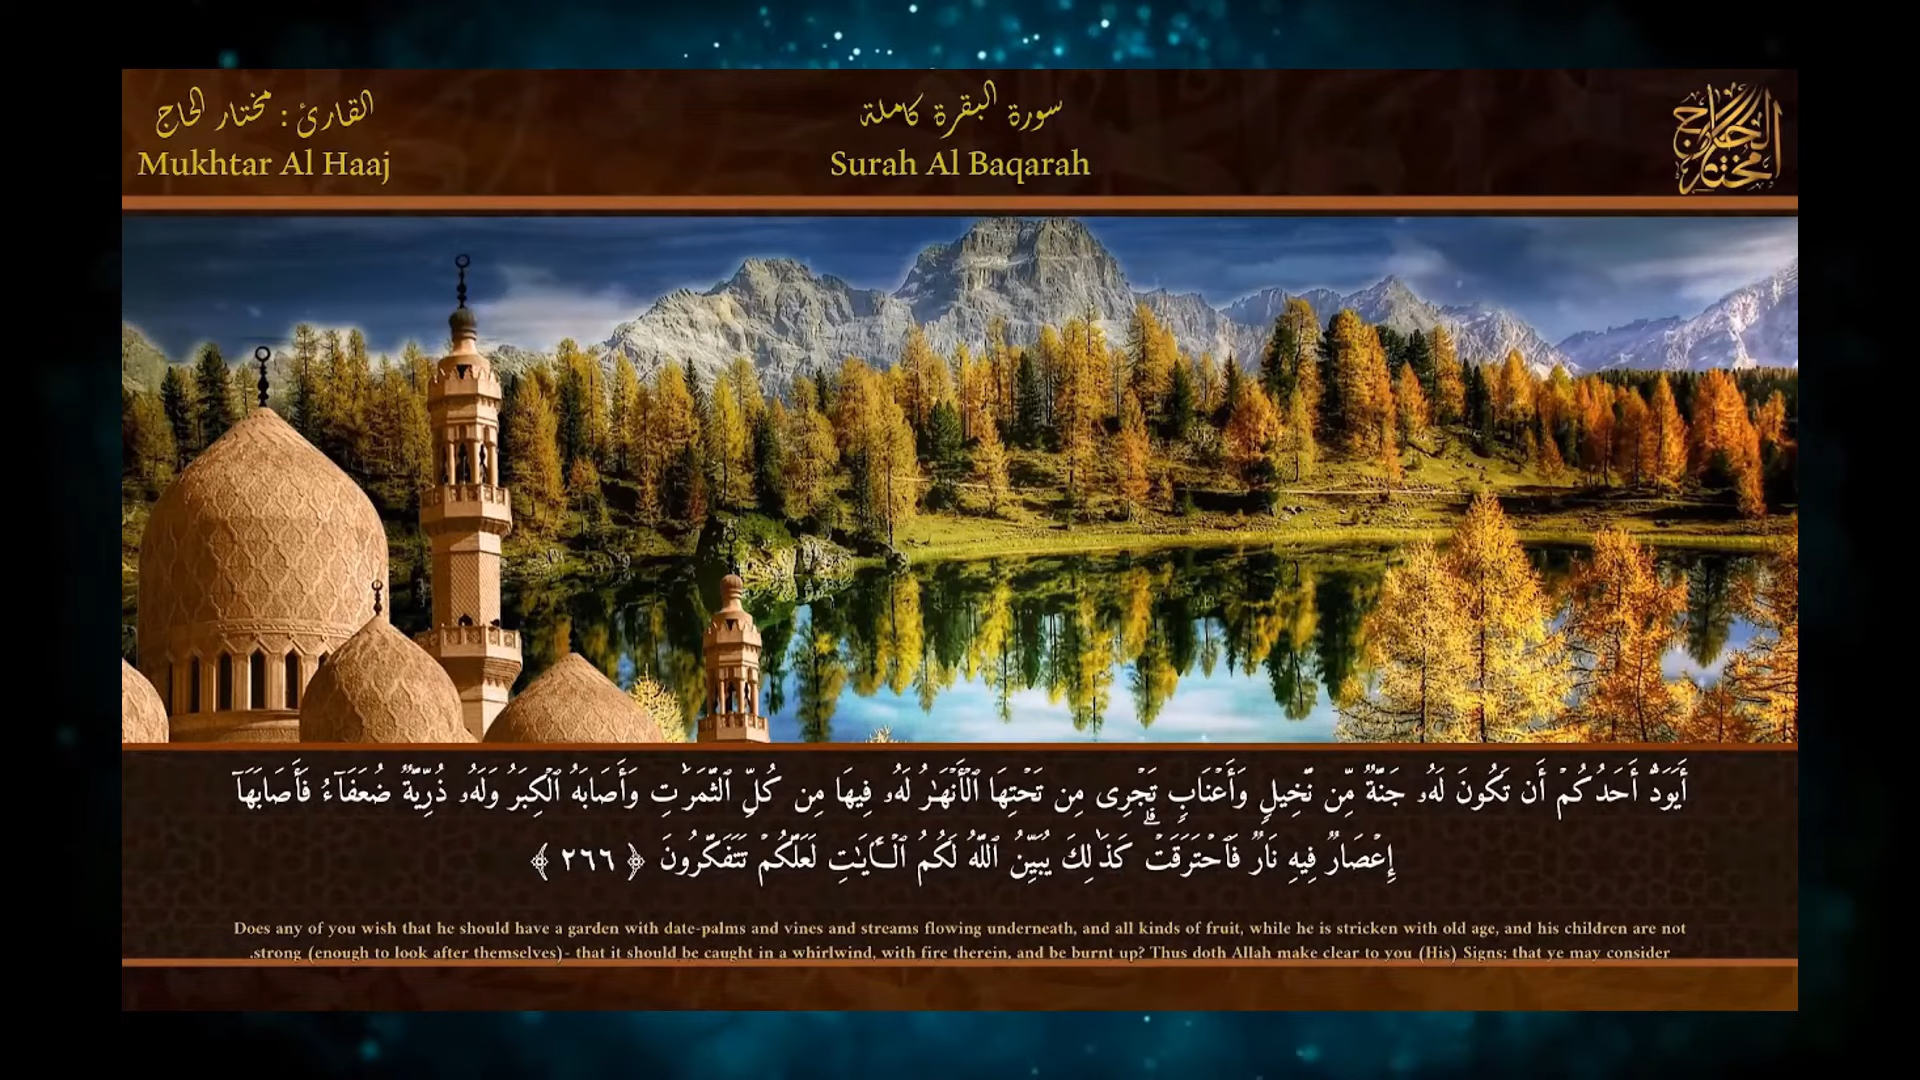 القارئ : مختار الحاج
Mukhtar Al Haaj
سورة البقرة كاملة
Surah Al Baqarah
مختار الحاج
أَيَوَدُّ أَحَدُكُمْ أَن تَكُونَ لَهُۥ جَنَّةٌ مِّن نَّخِيلٍ وَأَعْنَابٍ تَجْرِى مِن تَحْتِهَا ٱلْأَنْهَـٰرُ لَهُۥ فِيهَا مِن كُلِّ ٱلثَّمَرَٰتِ وَأَصَابَهُ ٱلْكِبَرُ وَلَهُۥ ذُرِّيَّةٌ ضُعَفَآءُ فَأَصَابَهَآ
إِعْصَارٌ فِيهِ نَارٌ فَٱحْتَرَقَتْ ۗ كَذَٰلِكَ يُبَيِّنُ ٱللَّهُ لَكُمُ ٱلْـَٔايَـٰتِ لَعَلَّكُمْ تَتَفَكَّرُونَ ﴿٢٦٦﴾
Does any of you wish that he should have a garden with date-palms and vines and streams flowing underneath, and all kinds of fruit, while he is stricken with old age, and his children are not
.strong (enough to look after themselves)- that it should be caught in a whirlwind, with fire therein, and be burnt up? Thus doth Allah make clear to you (His) Signs; that ye may consider